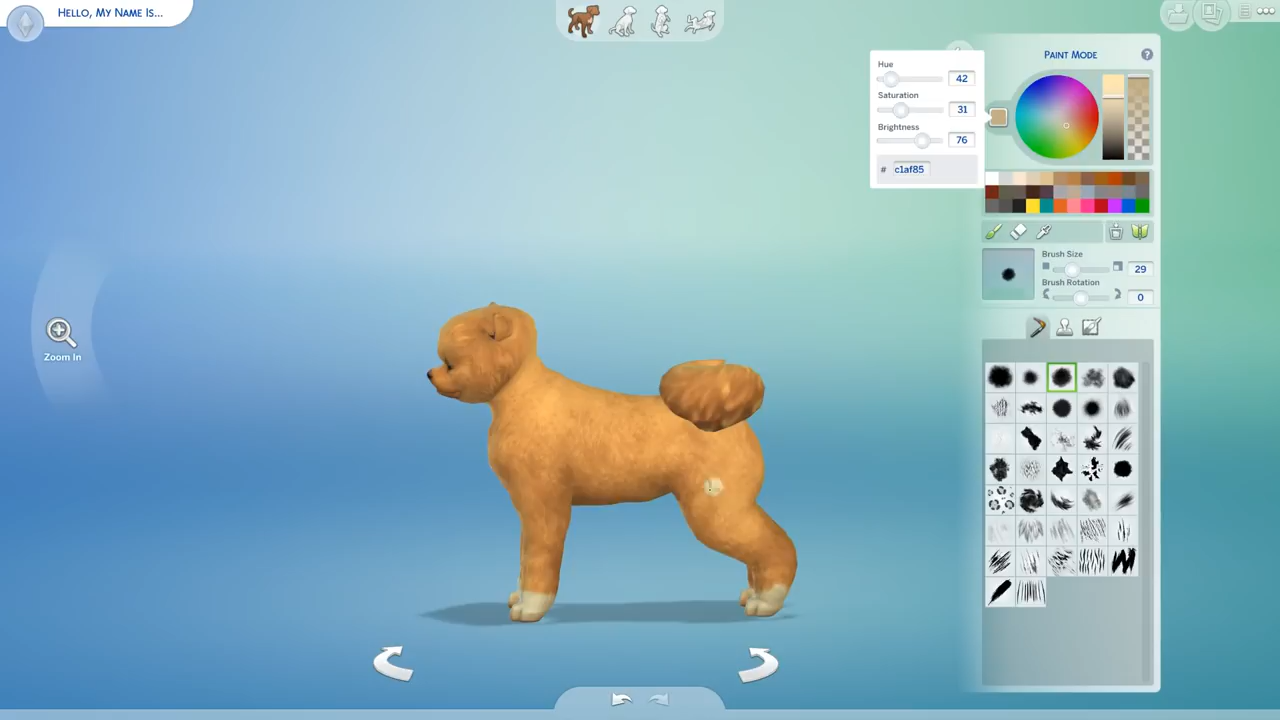 Hello, My Name Is...
Paint Mode
?
Hue
42
Saturation
31
Brightness
76
# c1af85
Brush Size
29
Brush Rotation
0
Zoom In